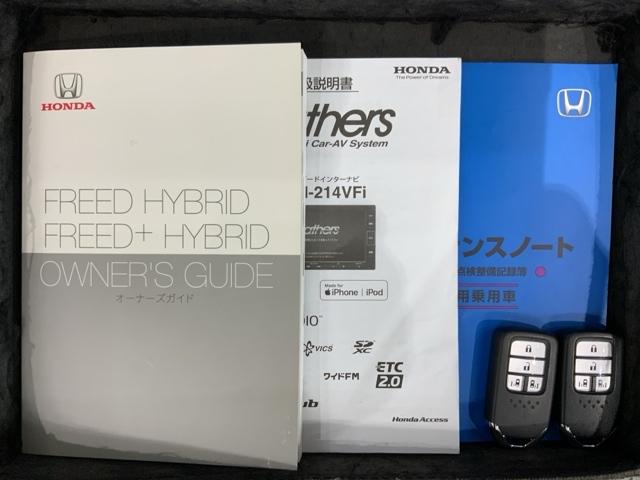 HONDA
FREED HYBRID
FREED+ HYBRID
OWNER'S GUIDE
オーナーズガイド
扱説明書
HONDA
The Power of Dreams
thers
i Car-AV System
ードインターナビ
-214VFi
thers
Made for
iPhone | iPod
DIO™
VICS
SD XC
ワイドFM
ETC 2.0
ub
Honda Access
ンスノート
点検整備記録簿
用乗用車